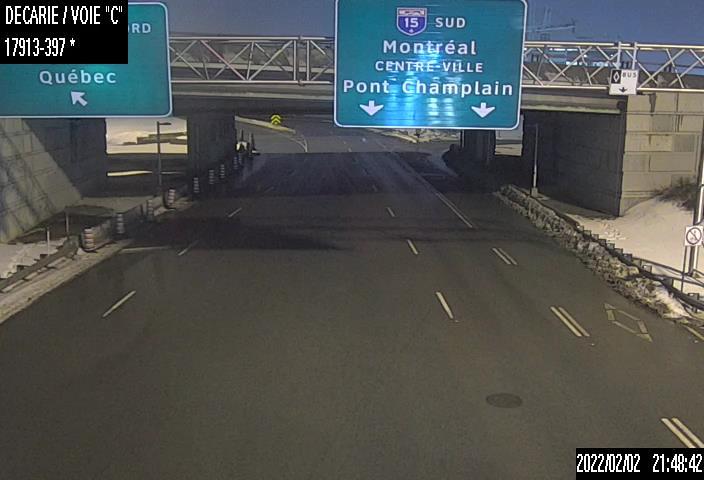 DECARIE / VOIE "C"
17913-397 *
ORD
Québec
15 SUD
Montréal
CENTRE-VILLE
Pont Champlain
BUS
2022/02/02 21:48:42